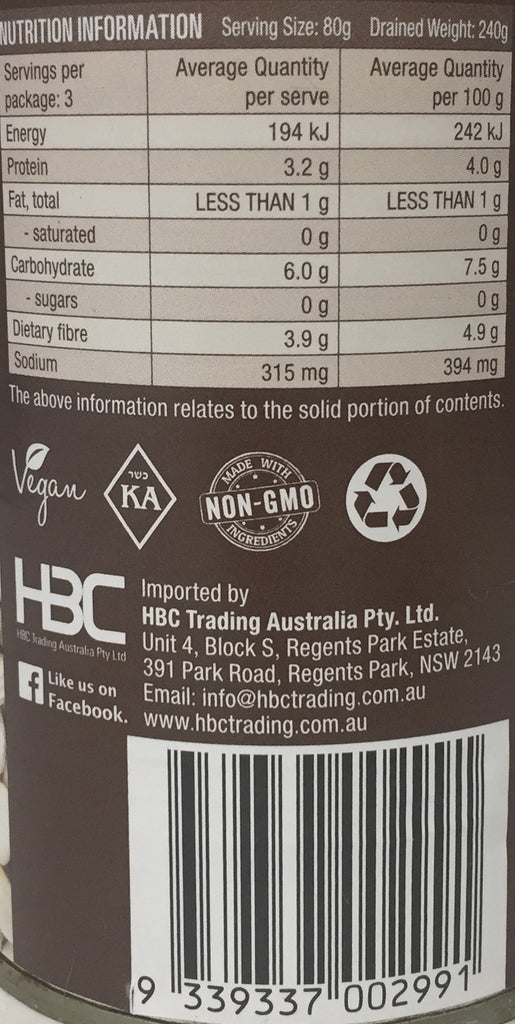 NUTRITION INFORMATION Serving Size: 80g Drained Weight: 240g
Servings per package: 3 Average Quantity per serve Average Quantity per 100 g
Energy 194 kJ 242 kJ
Protein 3.2 g 4.0 g
Fat, total LESS THAN 1 g LESS THAN 1 g
- saturated 0 g 0 g
Carbohydrate 6.0 g 7.5 g
- sugars 0 g 0 g
Dietary fibre 3.9 g 4.9 g
Sodium 315 mg 394 mg
The above information relates to the solid portion of contents.
Vegan
כשר
KA
MADE WITH
NON-GMO
INGREDIENTS
HBC
HBC Trading Australia Pty Ltd
Like us on
Facebook.
Imported by
HBC Trading Australia Pty. Ltd.
Unit 4, Block S, Regents Park Estate,
391 Park Road, Regents Park, NSW 2143
Email: info@hbctrading.com.au
www.hbctrading.com.au
9 339337 002991